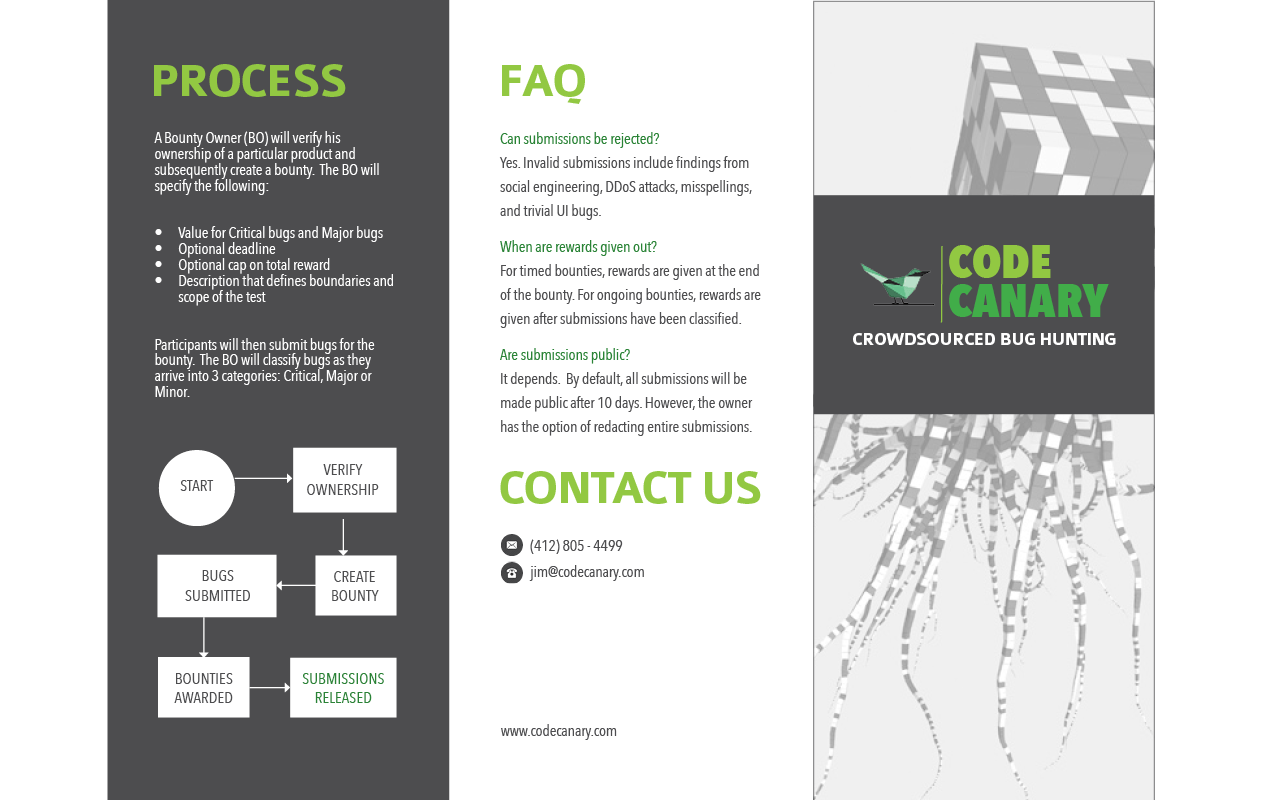 PROCESS
A Bounty Owner (BO) will verify his
ownership of a particular product and
subsequently create a bounty. The BO will
specify the following:
• Value for Critical bugs and Major bugs
• Optional deadline
• Optional cap on total reward
• Description that defines boundaries and
scope of the test
Participants will then submit bugs for the
bounty. The BO will classify bugs as they
arrive into 3 categories: Critical, Major or
Minor.
START
VERIFY
OWNERSHIP
CREATE
BOUNTY
BUGS
SUBMITTED
BOUNTIES
AWARDED
SUBMISSIONS
RELEASED
FAQ
Can submissions be rejected?
Yes. Invalid submissions include findings from
social engineering, DDoS attacks, misspellings,
and trivial UI bugs.
When are rewards given out?
For timed bounties, rewards are given at the end
of the bounty. For ongoing bounties, rewards are
given after submissions have been classified.
Are submissions public?
It depends. By default, all submissions will be
made public after 10 days. However, the owner
has the option of redacting entire submissions.
CONTACT US
(412) 805 - 4499
jim@codecanary.com
www.codecanary.com
CODE
CANARY
CROWDSOURCED BUG HUNTING